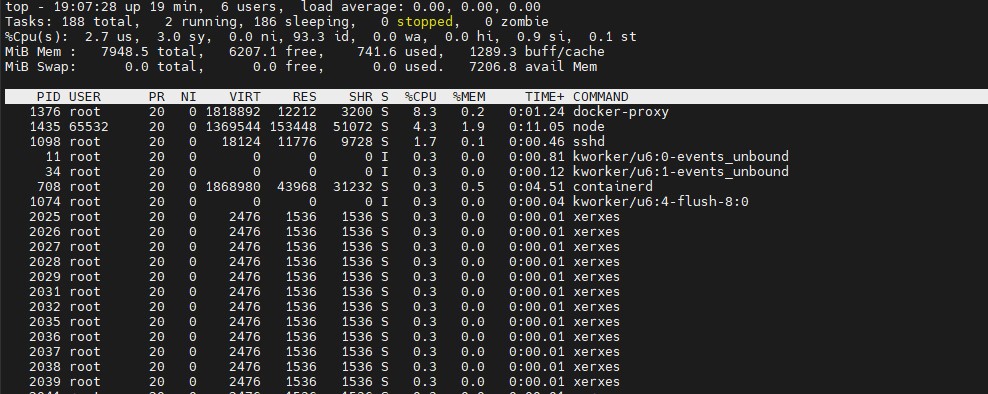 top - 19:07:28 up 19 min,  6 users,  load average: 0.00, 0.00, 0.00
Tasks: 188 total,   2 running, 186 sleeping,   0 stopped,   0 zombie
%Cpu(s):  2.7 us,  3.0 sy,  0.0 ni, 93.3 id,  0.0 wa,  0.0 hi,  0.9 si,  0.1 st
MiB Mem :   7948.5 total,   6207.1 free,    741.6 used,   1289.3 buff/cache
MiB Swap:      0.0 total,      0.0 free,      0.0 used.   7206.8 avail Mem
PID USER      PR  NI    VIRT    RES    SHR S  %CPU  %MEM     TIME+ COMMAND
1376 root      20   0 1818892  12212   3200 S   8.3   0.2   0:01.24 docker-proxy
1435 65532     20   0 1369544 153448  51072 S   4.3   1.9   0:11.05 node
1098 root      20   0   18124  11776   9728 S   1.7   0.1   0:00.46 sshd
11 root      20   0       0      0      0 I   0.3   0.0   0:00.81 kworker/u6:0-events_unbound
34 root      20   0       0      0      0 I   0.3   0.0   0:00.12 kworker/u6:1-events_unbound
708 root      20   0 1868980  43968  31232 S   0.3   0.5   0:04.51 containerd
1074 root      20   0       0      0      0 I   0.3   0.0   0:00.04 kworker/u6:4-flush-8:0
2025 root      20   0    2476   1536   1536 S   0.3   0.0   0:00.01 xerxes
2026 root      20   0    2476   1536   1536 S   0.3   0.0   0:00.01 xerxes
2027 root      20   0    2476   1536   1536 S   0.3   0.0   0:00.01 xerxes
2028 root      20   0    2476   1536   1536 S   0.3   0.0   0:00.01 xerxes
2029 root      20   0    2476   1536   1536 S   0.3   0.0   0:00.01 xerxes
2031 root      20   0    2476   1536   1536 S   0.3   0.0   0:00.01 xerxes
2032 root      20   0    2476   1536   1536 S   0.3   0.0   0:00.01 xerxes
2035 root      20   0    2476   1536   1536 S   0.3   0.0   0:00.01 xerxes
2036 root      20   0    2476   1536   1536 S   0.3   0.0   0:00.01 xerxes
2037 root      20   0    2476   1536   1536 S   0.3   0.0   0:00.01 xerxes
2038 root      20   0    2476   1536   1536 S   0.3   0.0   0:00.01 xerxes
2039 root      20   0    2476   1536   1536 S   0.3   0.0   0:00.01 xerxes